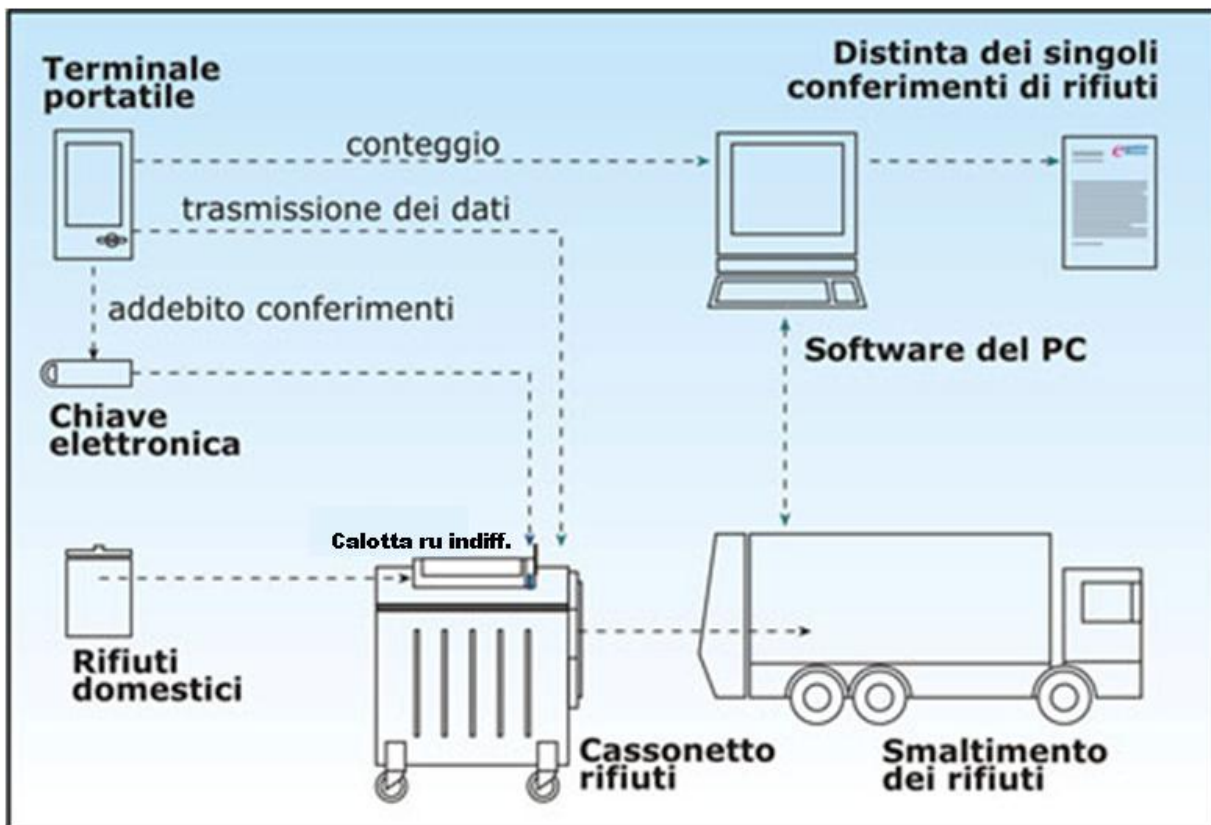 Terminale
portatile
Distinta dei singoli
conferimenti di rifiuti
conteggio
trasmissione dei dati
addebito conferimenti
Software del PC
Chiave
elettronica
Calotta ru indiff.
Rifiuti
domestici
Cassonetto
rifiuti
Smaltimento
dei rifiuti